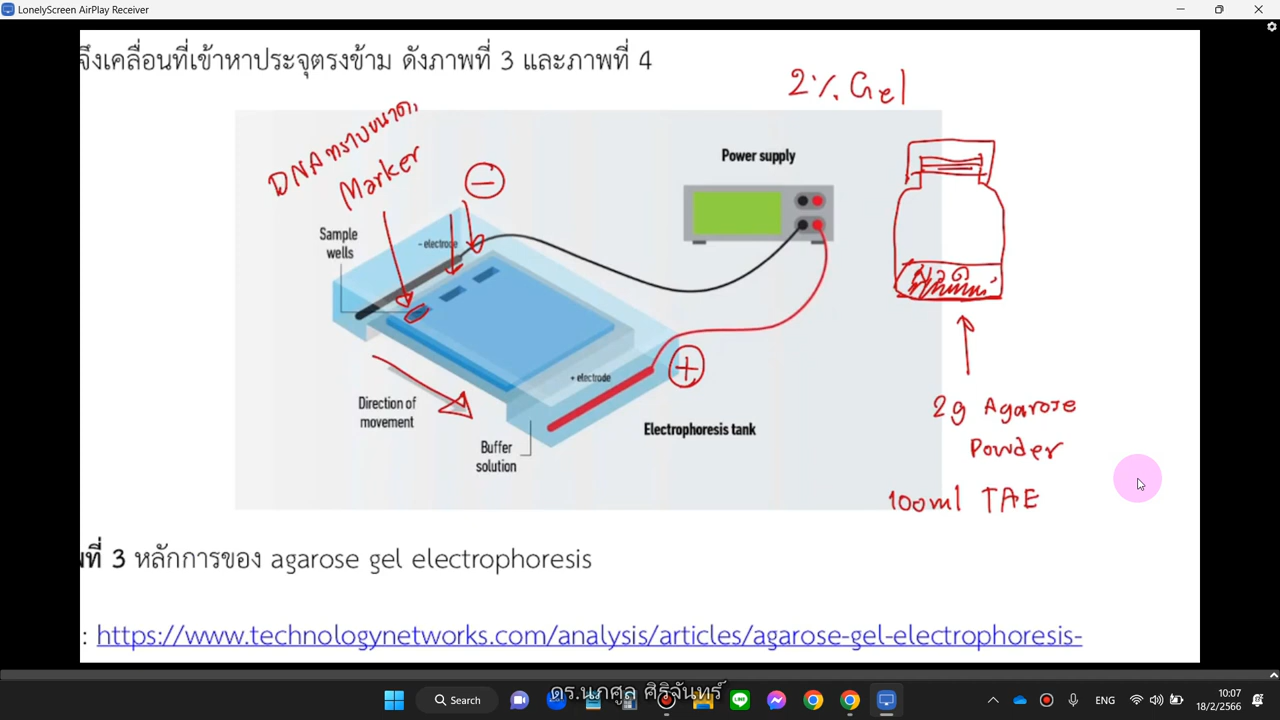 LonelyScreen AirPlay Receiver
จึงเคลื่อนที่เข้าหาประจุตรงข้าม ดังภาพที่ 3 และภาพที่ 4
2% Gel
DNA ทราบขนาด
Marker
Power supply
Sample
wells
- electrode
+ electrode
Direction of
movement
Electrophoresis tank
Buffer
solution
2g Agarose
Powder
100ml TAE
ที่ 3 หลักการของ agarose gel electrophoresis
: https://www.technologynetworks.com/analysis/articles/agarose-gel-electrophoresis-
ดร.นภศล ศิริจันทร์
Search
ENG
10:07
18/2/2566